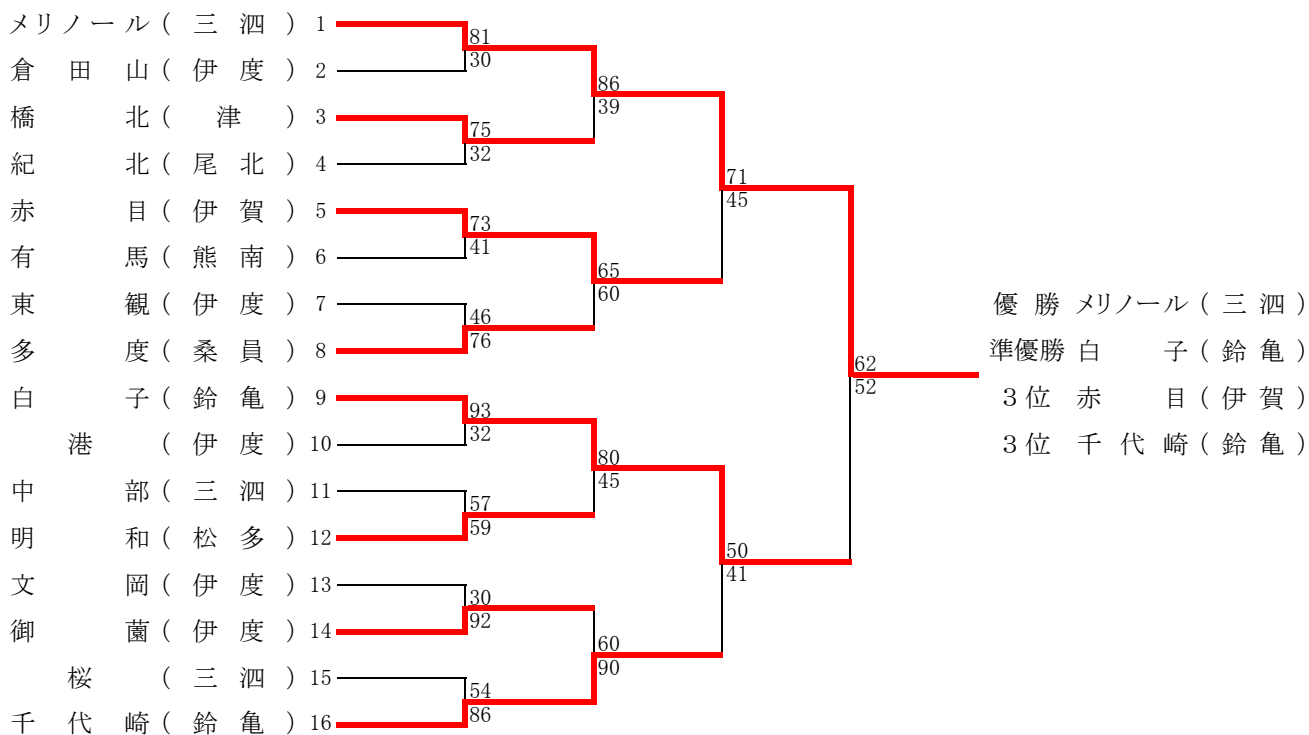 メリノール(三泗)1
倉田山(伊度)2
橋北(津)3
紀北(尾北)4
赤目(伊賀)5
有馬(熊南)6
東観(伊度)7
多度(桑員)8
白子(鈴亀)9
港(伊度)10
中部(三泗)11
明和(松多)12
文岡(伊度)13
御薗(伊度)14
桜(三泗)15
千代崎(鈴亀)16
81
30
75
32
73
41
46
76
93
32
57
59
30
92
54
86
86
39
65
60
80
45
60
90
71
45
50
41
62
52
優勝 メリノール(三泗)
準優勝 白子(鈴亀)
3位 赤目(伊賀)
3位 千代崎(鈴亀)